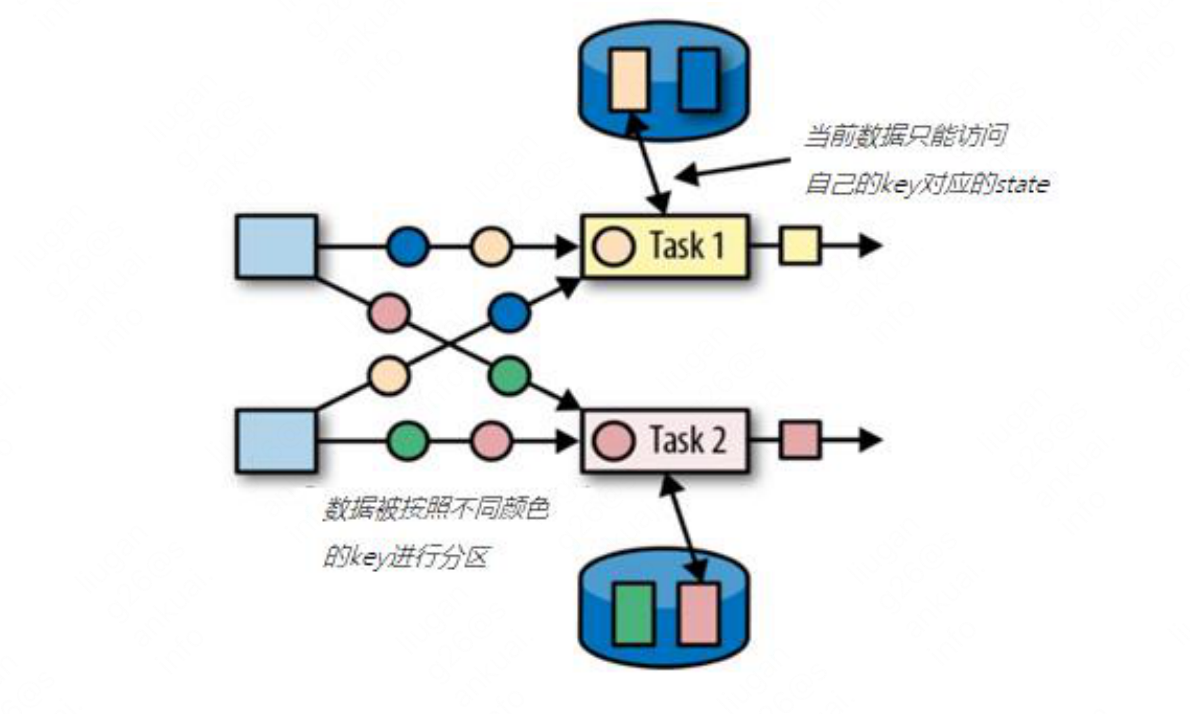 当前数据只能访问
自己的key对应的state
Task 1
Task 2
数据被按照不同颜色
的key进行分区